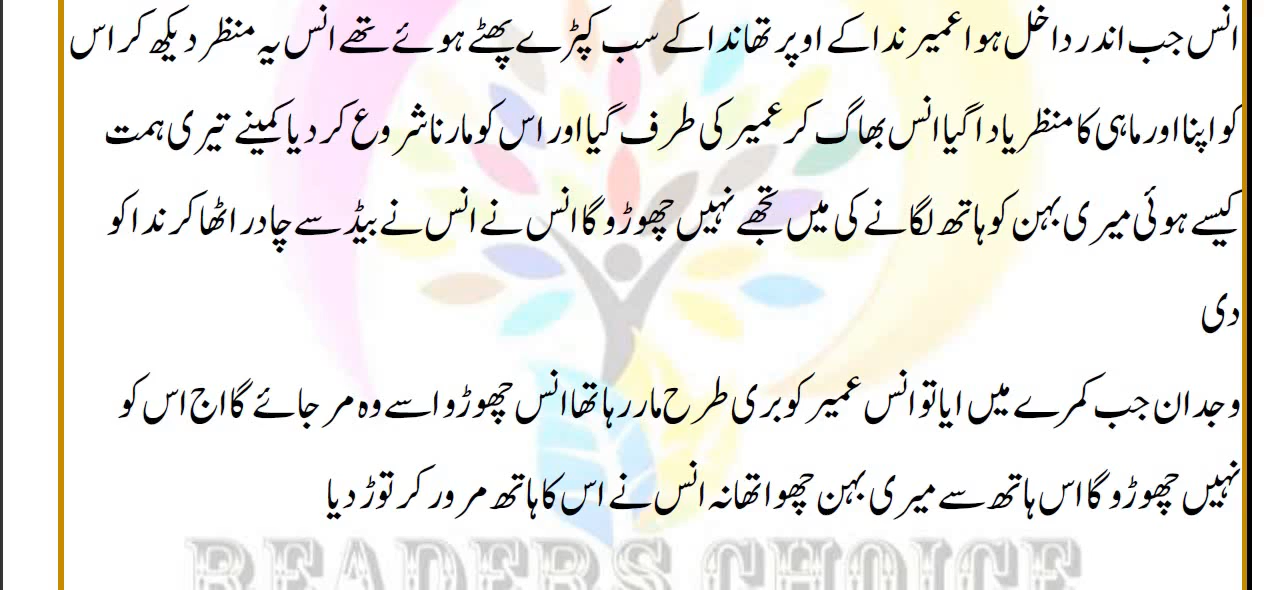 انس جب اندر داخل ہوا عمیر ندا کے اوپر تھا ندا کے سب کپڑے پھٹے ہوئے تھے انس یہ منظر دیکھ کر اس
کو اپنا اور ماہی کا منظر یاد اگیا انس بھاگ کر عمیر کی طرف گیا اور اس کو مارنا شروع کر دیا کمینے تیری ہمت
کیسے ہوئی میری بہن کو ہاتھ لگانے کی میں تجھے نہیں چھوڑو گا انس نے انس نے بیڈ سے چادر اٹھا کر ندا کو
دی
وجدان جب کمرے میں ایا تو انس عمیر کو بری طرح مار رہا تھا انس چھوڑو اسے وہ مر جائے گا اج اس کو
نہیں چھوڑو گا اس ہاتھ سے میری بہن چھوا تھا نہ انس نے اس کا ہاتھ مرور کر توڑ دیا
READERS CHOICE